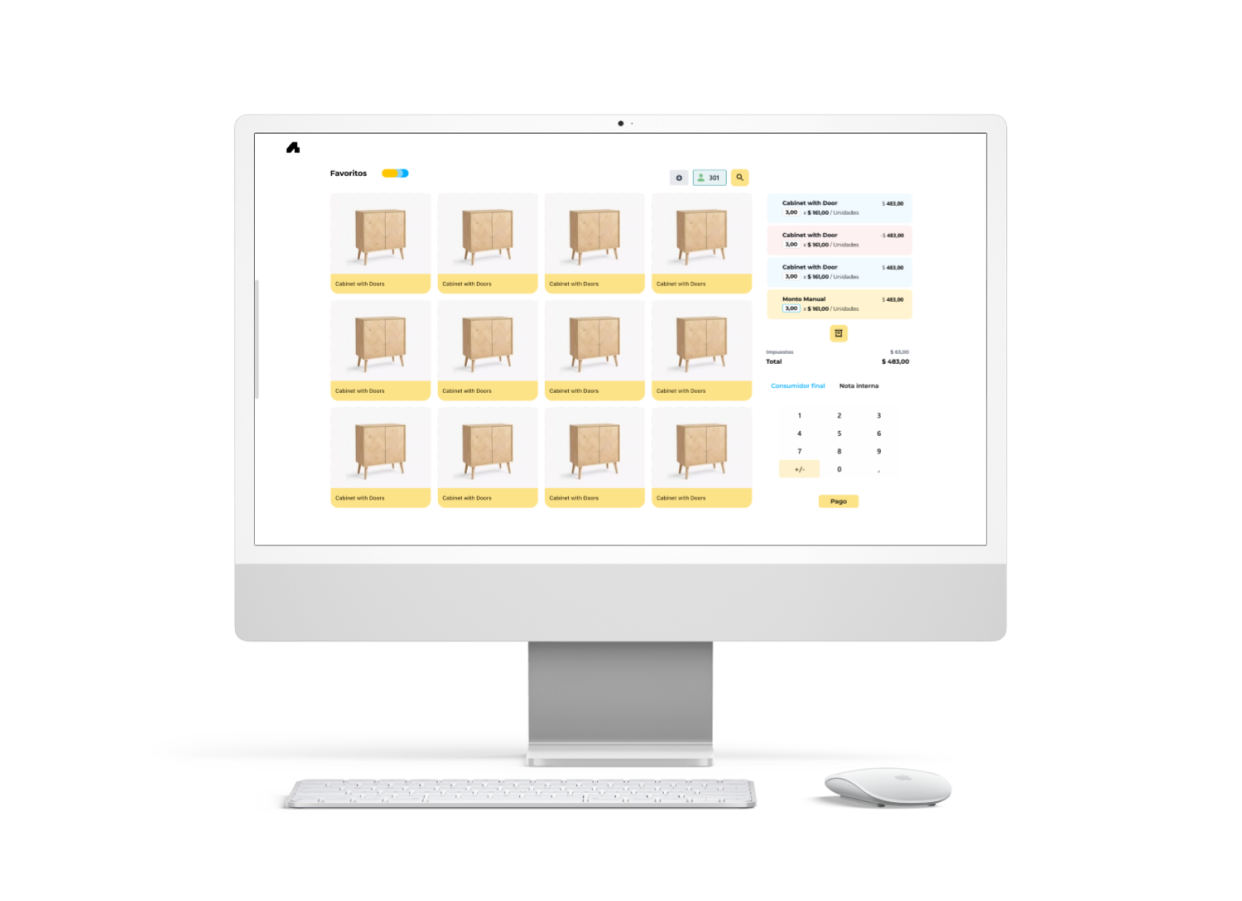 Favoritos
301
Cabinet with Doors
Cabinet with Doors
Cabinet with Doors
Cabinet with Doors
Cabinet with Doors
Cabinet with Doors
Cabinet with Doors
Cabinet with Doors
Cabinet with Doors
Cabinet with Doors
Cabinet with Doors
Cabinet with Doors
Cabinet with Door $ 483,00
3,00 x $ 161,00 / Unidades
Cabinet with Door -$ 483,00
3,00 x $ 161,00 / Unidades
Cabinet with Door $ 483,00
3,00 x $ 161,00 / Unidades
Monto Manual $ 483,00
3,00 x $ 161,00 / Unidades
Impuestos $ 63,00
Total $ 483,00
Consumidor final Nota interna
1 2 3
4 5 6
7 8 9
+/- 0 ,
Pago